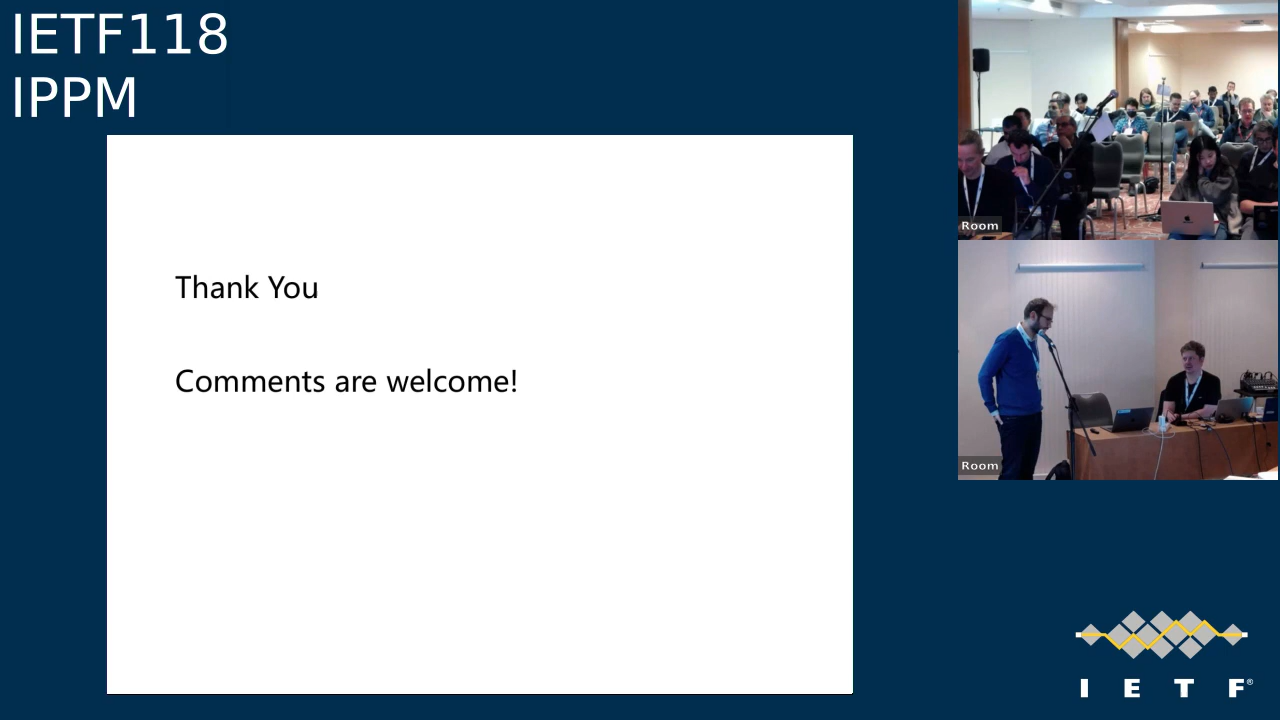 IETF118
IPPM
Thank You
Comments are welcome!
Room
Room
I E T F®